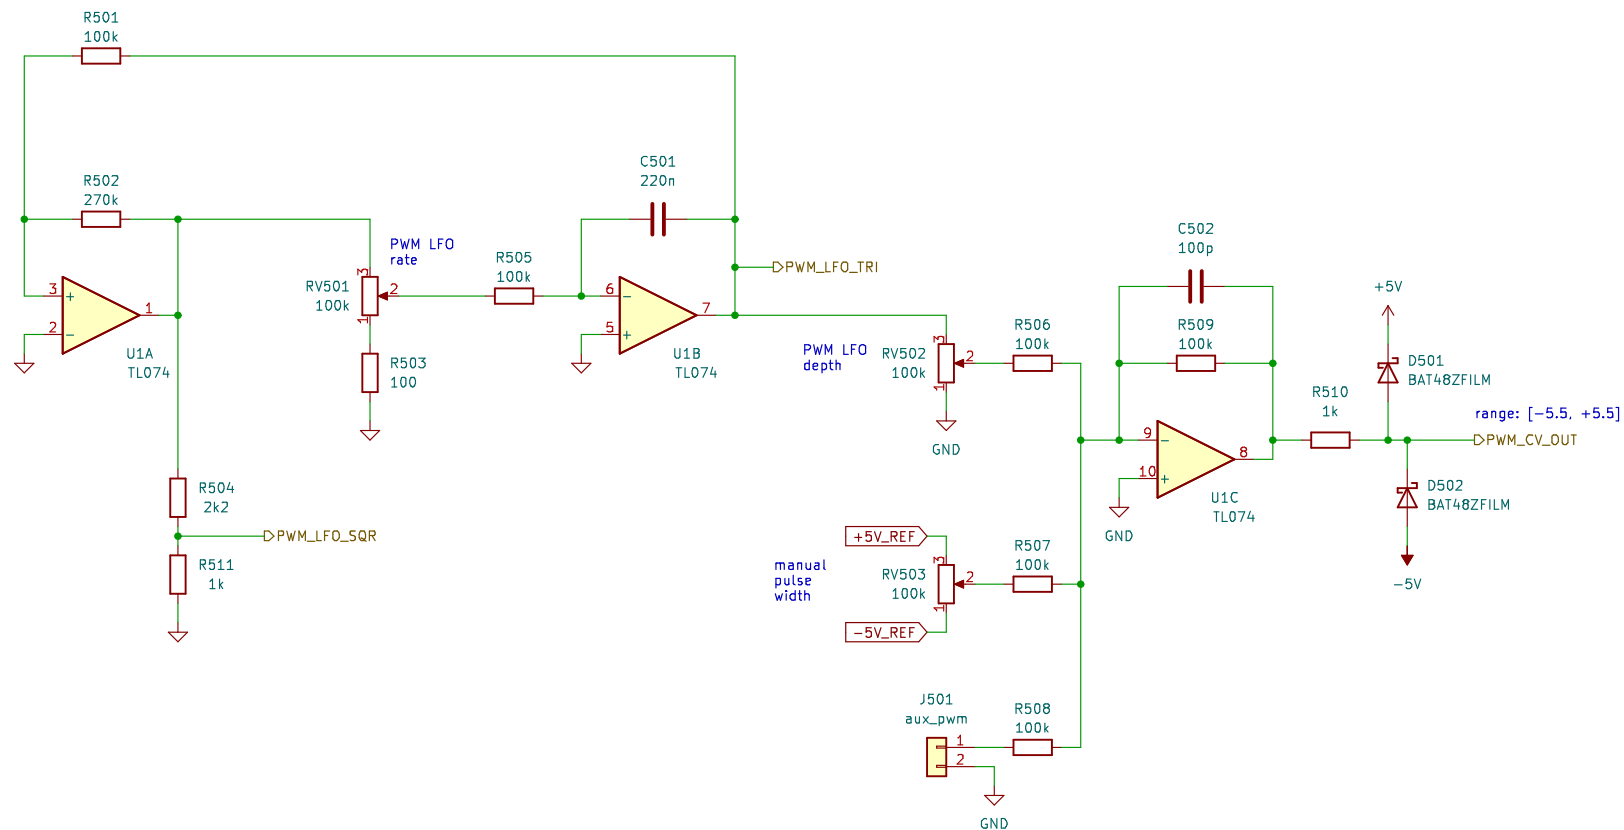 R501
100k
R502
270k
3
2
1
+
−
U1A
TL074
PWM LFO
rate
RV501
100k
3
2
1
R503
100
R504
2k2
PWM_LFO_SQR
R511
1k
R505
100k
C501
220n
6
5
7
−
+
U1B
TL074
PWM_LFO_TRI
PWM LFO
depth
RV502
100k
3
2
1
GND
R506
100k
C502
100p
R509
100k
9
10
8
−
+
U1C
TL074
GND
R510
1k
+5V
D501
BAT48ZFILM
range: [−5.5, +5.5]
PWM_CV_OUT
D502
BAT48ZFILM
−5V
+5V_REF
manual
pulse
width
RV503
100k
3
2
1
−5V_REF
R507
100k
J501
aux_pwm
1
2
R508
100k
GND